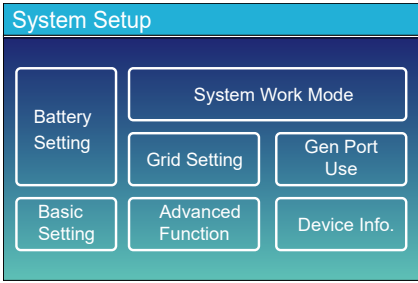 System Setup
System Work Mode
Battery
Setting
Grid Setting
Gen Port
Use
Basic
Setting
Advanced
Function
Device Info.